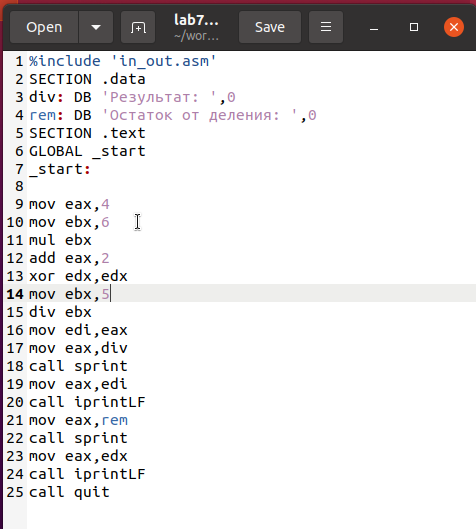 Open lab7... Save
~/wor...
1 %include 'in_out.asm'
2 SECTION .data
3 div: DB 'Результат: ',0
4 rem: DB 'Остаток от деления: ',0
5 SECTION .text
6 GLOBAL _start
7 _start:
8
9 mov eax,4
10 mov ebx,6
11 mul ebx
12 add eax,2
13 xor edx,edx
14 mov ebx,5
15 div ebx
16 mov edi,eax
17 mov eax,div
18 call sprint
19 mov eax,edi
20 call iprintLF
21 mov eax,rem
22 call sprint
23 mov eax,edx
24 call iprintLF
25 call quit